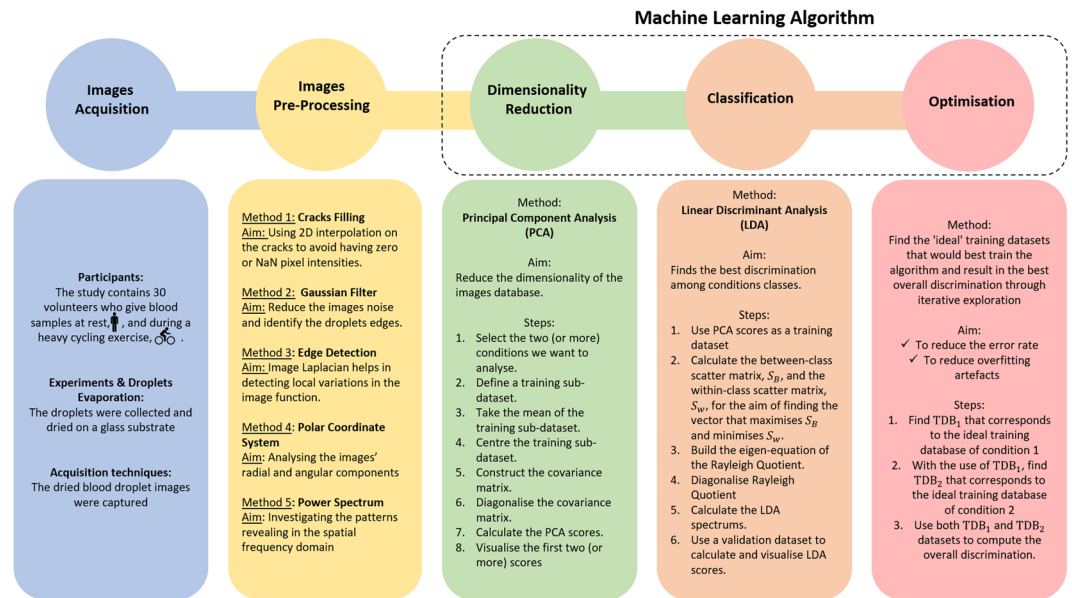 Machine Learning Algorithm
Images
Acquisition
Images
Pre-Processing
Dimensionality
Reduction
Classification
Optimisation
Participants:
The study contains 30
volunteers who give blood
samples at rest, , and during a
heavy cycling exercise, .
Experiments & Droplets
Evaporation:
The droplets were collected and
dried on a glass substrate
Acquisition techniques:
The dried blood droplet images
were captured
Method 1: Cracks Filling
Aim: Using 2D interpolation on
the cracks to avoid having zero
or NaN pixel intensities.
Method 2: Gaussian Filter
Aim: Reduce the images noise
and identify the droplets edges.
Method 3: Edge Detection
Aim: Image Laplacian helps in
detecting local variations in the
image function.
Method 4: Polar Coordinate
System
Aim: Analysing the images’
radial and angular components
Method 5: Power Spectrum
Aim: Investigating the patterns
revealing in the spatial
frequency domain
Method:
Principal Component Analysis
(PCA)
Aim:
Reduce the dimensionality of the
images database.
Steps:
1. Select the two (or more)
conditions we want to
analyse.
2. Define a training sub-
dataset.
3. Take the mean of the
training sub-dataset.
4. Centre the training sub-
dataset.
5. Construct the covariance
matrix.
6. Diagonalise the covariance
matrix.
7. Calculate the PCA scores.
8. Visualise the first two (or
more) scores
Method:
Linear Discriminant Analysis
(LDA)
Aim:
Finds the best discrimination
among conditions classes.
Steps:
1. Use PCA scores as a training
dataset
2. Calculate the between-class
scatter matrix, S_B, and the
within-class scatter matrix,
S_w, for the aim of finding the
vector that maximises S_B
and minimises S_w.
3. Build the eigen-equation of
the Rayleigh Quotient.
4. Diagonalise Rayleigh
Quotient
5. Calculate the LDA
spectrums.
6. Use a validation dataset to
calculate and visualise LDA
scores.
Method:
Find the 'ideal' training datasets
that would best train the
algorithm and result in the best
overall discrimination through
iterative exploration
Aim:
✓ To reduce the error rate
✓ To reduce overfitting
artefacts
Steps:
1. Find TDB₁ that corresponds
to the ideal training
database of condition 1
2. With the use of TDB₁, find
TDB₂ that corresponds to
the ideal training database
of condition 2
3. Use both TDB₁ and TDB₂
datasets to compute the
overall discrimination.